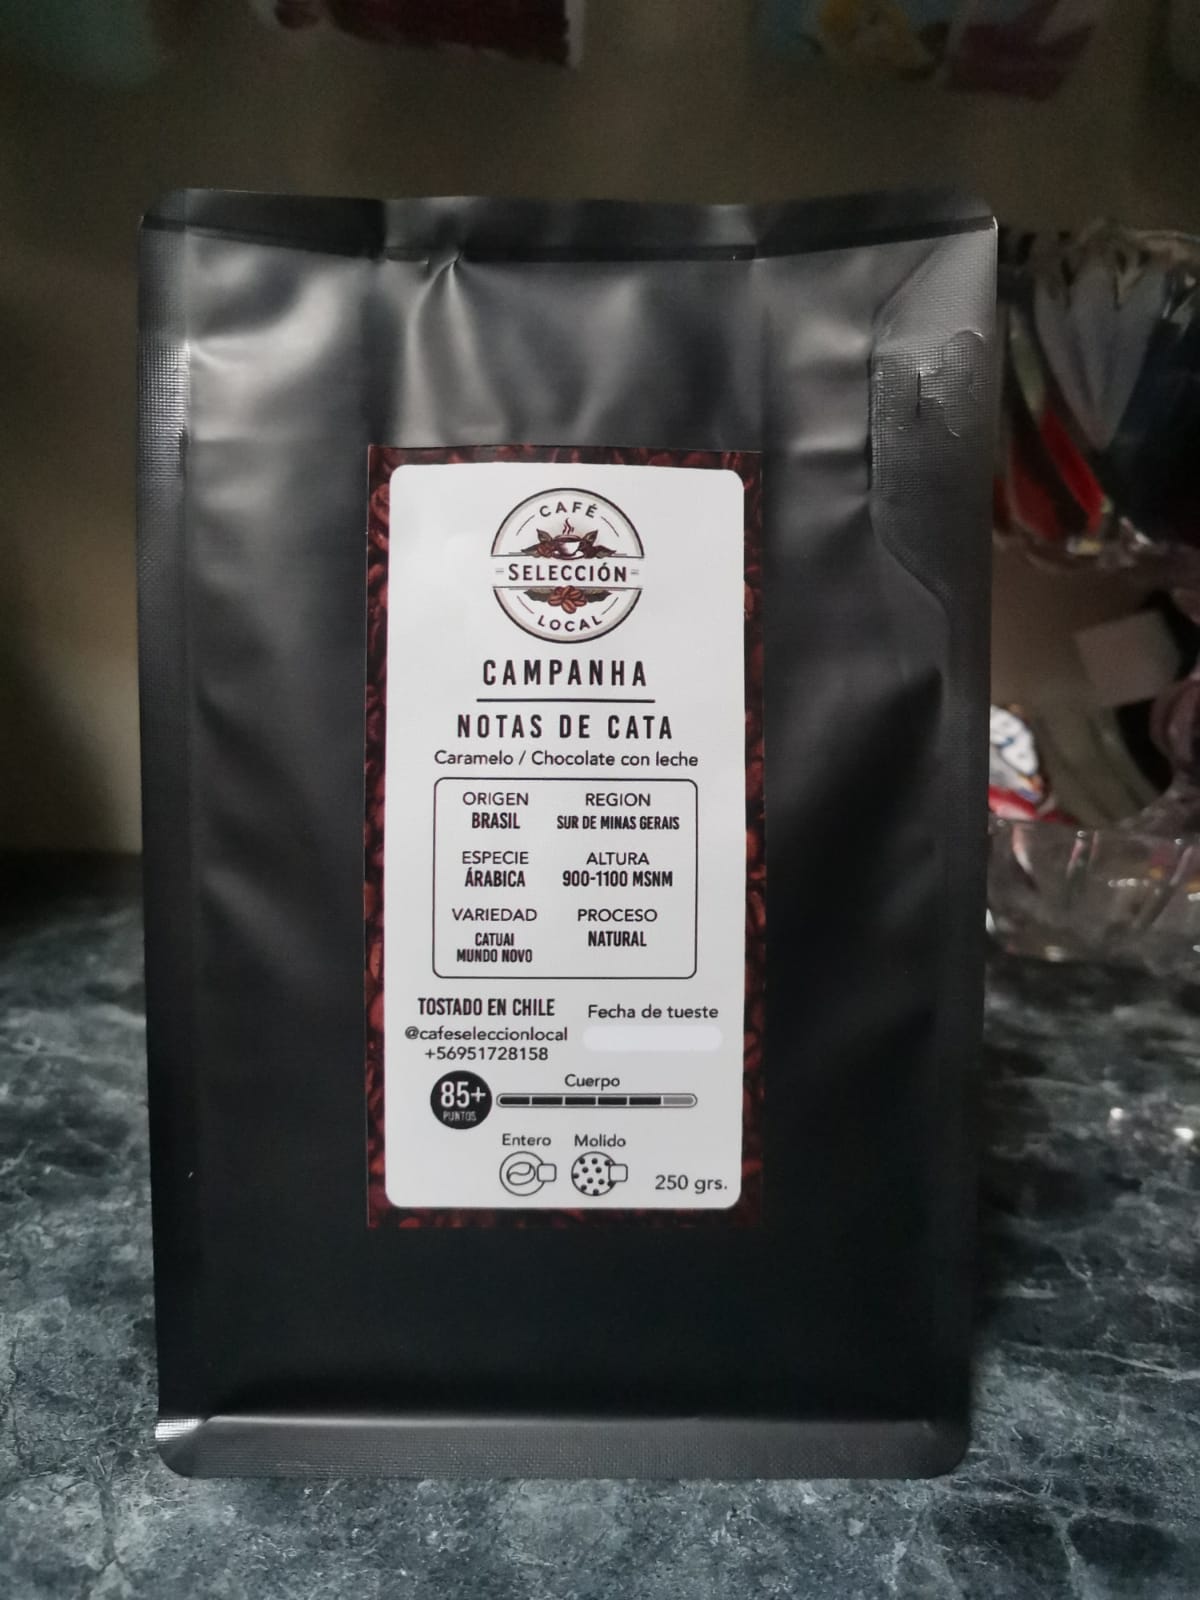 CAFÉ
SELECCIÓN
LOCAL
CAMPANHA
NOTAS DE CATA
Caramelo / Chocolate con leche
ORIGEN REGION
BRASIL SUR DE MINAS GERAIS
ESPECIE ALTURA
ÁRABICA 900-1100 MSNM
VARIEDAD PROCESO
CATUAI NATURAL
MUNDO NOVO
TOSTADO EN CHILE Fecha de tueste
@cafeseleccionlocal
+56951728158
Cuerpo
85+
PUNTOS
Entero Molido
250 grs.